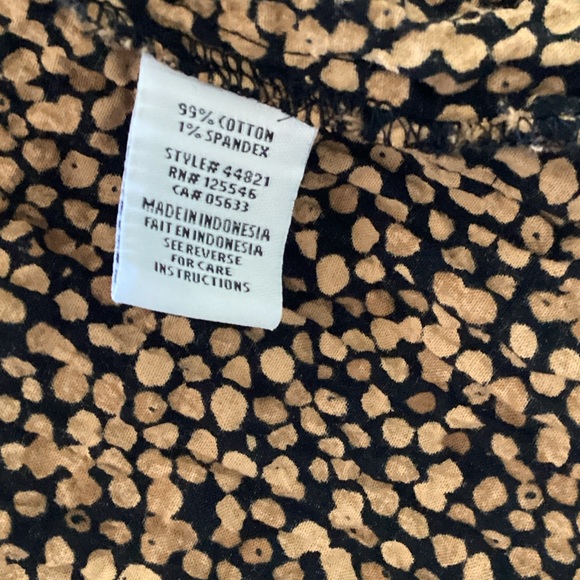 99% COTTON
1% SPANDEX
STYLE# 44821
RN# 125546
CA# 05633
MADE IN INDONESIA
FAIT EN INDONESIA
SEE REVERSE
FOR CARE
INSTRUCTIONS